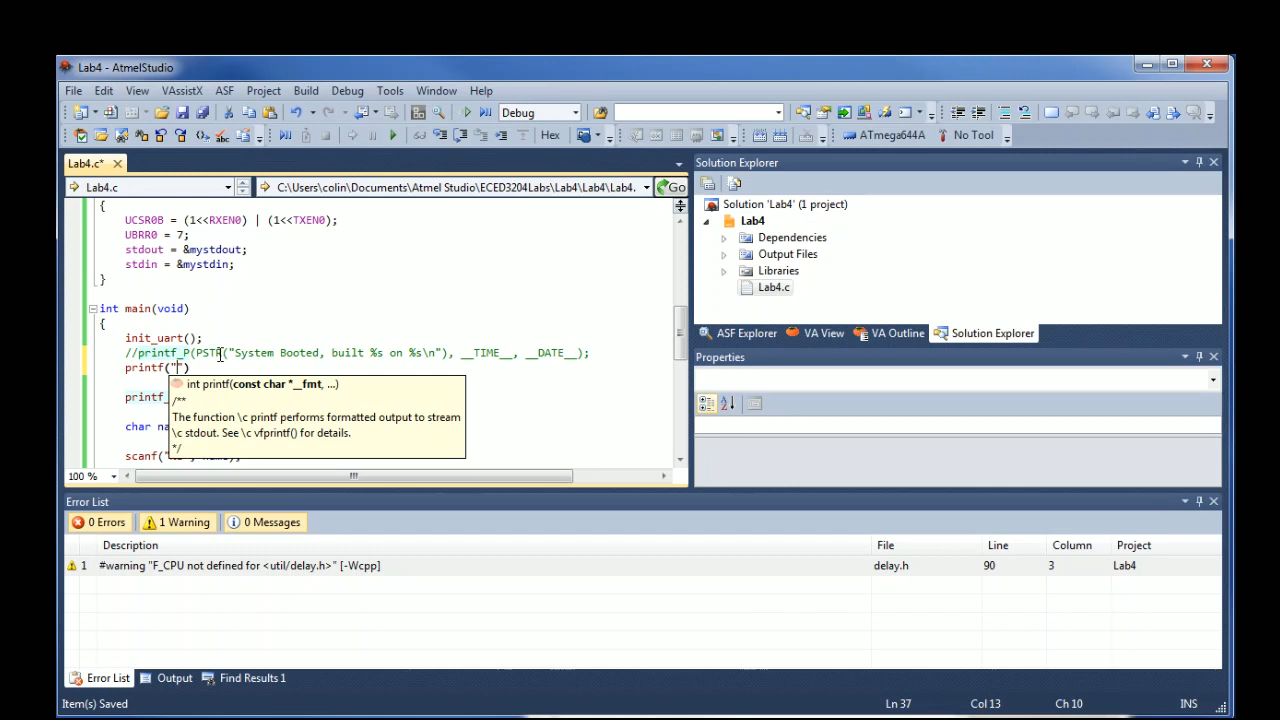 Lab4 - AtmelStudio
File Edit View VAssistX ASF Project Build Debug Tools Window Help
Debug
Hex ATmega644A No Tool
Lab4.c*
Lab4.c C:\Users\colin\Documents\Atmel Studio\ECED3204Labs\Lab4\Lab4\Lab4. Go
{
UCSR0B = (1<<RXEN0) | (1<<TXEN0);
UBRR0 = 7;
stdout = &mystdout;
stdin = &mystdin;
}
int main(void)
{
init_uart();
//printf_P(PSTR("System Booted, built %s on %s\n"), __TIME__, __DATE__);
printf("")
int printf(const char *__fmt, ...)
/**
The function \c printf performs formatted output to stream
\c stdout. See \c vfprintf() for details.
*/
printf_
char na
100 %
Solution Explorer
Solution 'Lab4' (1 project)
Lab4
Dependencies
Output Files
Libraries
Lab4.c
ASF Explorer VA View VA Outline Solution Explorer
Properties
Error List
0 Errors 1 Warning 0 Messages
Description File Line Column Project
1 #warning "F_CPU not defined for <util/delay.h>" [-Wcpp] delay.h 90 3 Lab4
Error List Output Find Results 1
Item(s) Saved Ln 37 Col 13 Ch 10 INS